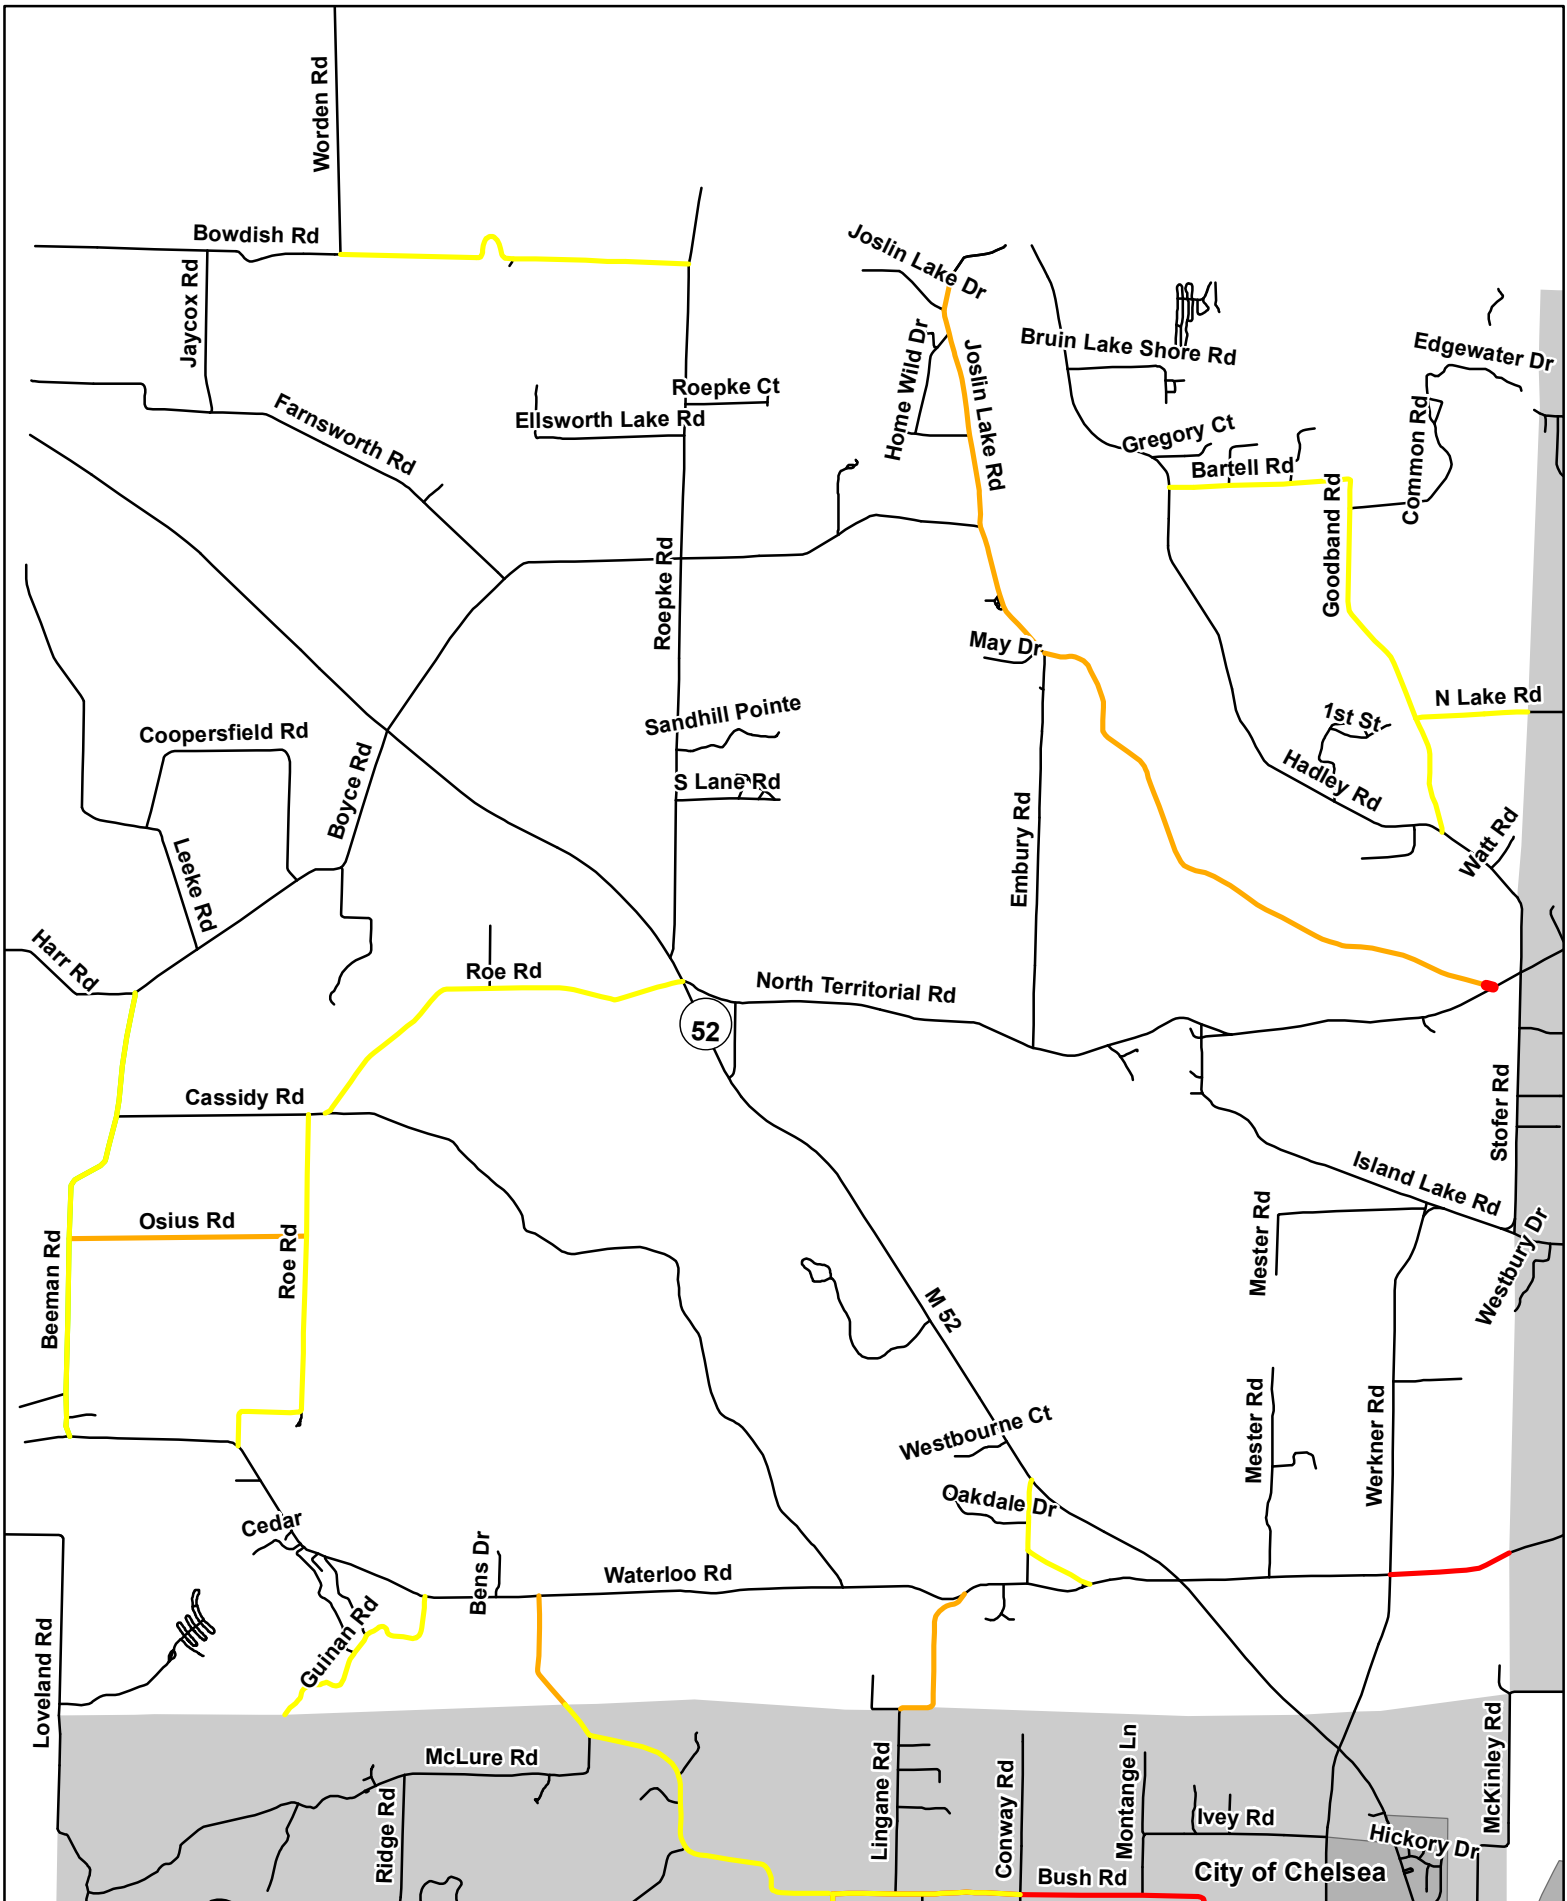 Worden Rd
Bowdish Rd
Jaycox Rd
Joslin Lake Dr
Home Wild Dr
Joslin Lake Rd
Bruin Lake Shore Rd
Edgewater Dr
Farnsworth Rd
Roepke Ct
Ellsworth Lake Rd
Gregory Ct
Bartell Rd
Common Rd
Goodband Rd
Roepke Rd
May Dr
N Lake Rd
Sandhill Pointe
1st St
Coopersfield Rd
Boyce Rd
S Lane Rd
Hadley Rd
Embury Rd
Watt Rd
Leeke Rd
Harr Rd
Roe Rd
North Territorial Rd
52
Cassidy Rd
Stofer Rd
Island Lake Rd
Osius Rd
Mester Rd
Beeman Rd
Roe Rd
Westbury Dr
M 52
Westbourne Ct
Mester Rd
Werkner Rd
Oakdale Dr
Cedar
Bens Dr
Waterloo Rd
Guinan Rd
Loveland Rd
McLure Rd
Ridge Rd
Lingane Rd
Conway Rd
Montange Ln
McKinley Rd
Ivey Rd
Hickory Dr
Bush Rd
City of Chelsea